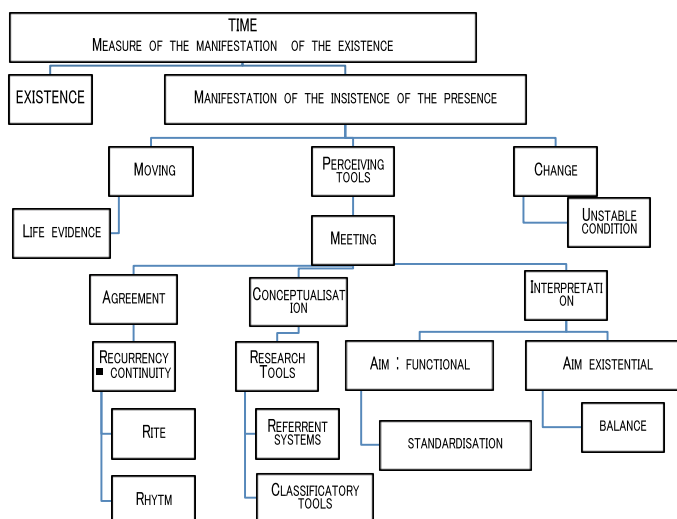 TIME
MEASURE OF THE MANIFESTATION OF THE EXISTENCE
EXISTENCE
MANIFESTATION OF THE INSISTENCE OF THE PRESENCE
MOVING
PERCEIVING
TOOLS
CHANGE
LIFE EVIDENCE
UNSTABLE
CONDITION
MEETING
AGREEMENT
CONCEPTUALISAT
ION
INTERPRETATI
ON
RECURRENCY
■ CONTINUITY
RESEARCH
TOOLS
AIM : FUNCTIONAL
AIM EXISTENTIAL
RITE
REFERRENT
SYSTEMS
STANDARDISATION
BALANCE
RHYTM
CLASSIFICATORY
TOOLS